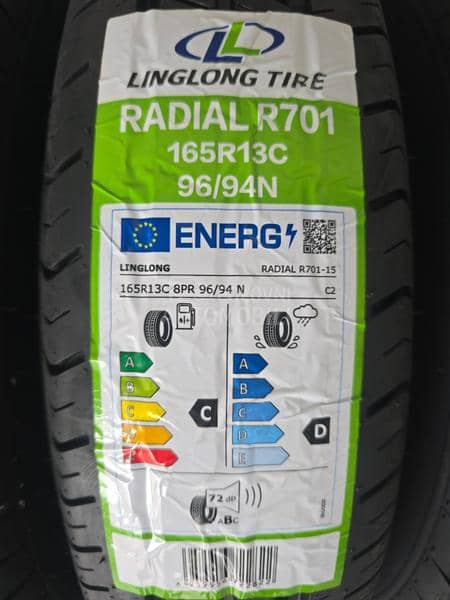 LL
LINGLONG TIRE
RADIAL R701
165R13C
96/94N
ENERG
LINGLONG RADIAL R701-15
165R13C 8PR 96/94 N C2
A A
B B
C C C
D D D
E
72 dB
ABC